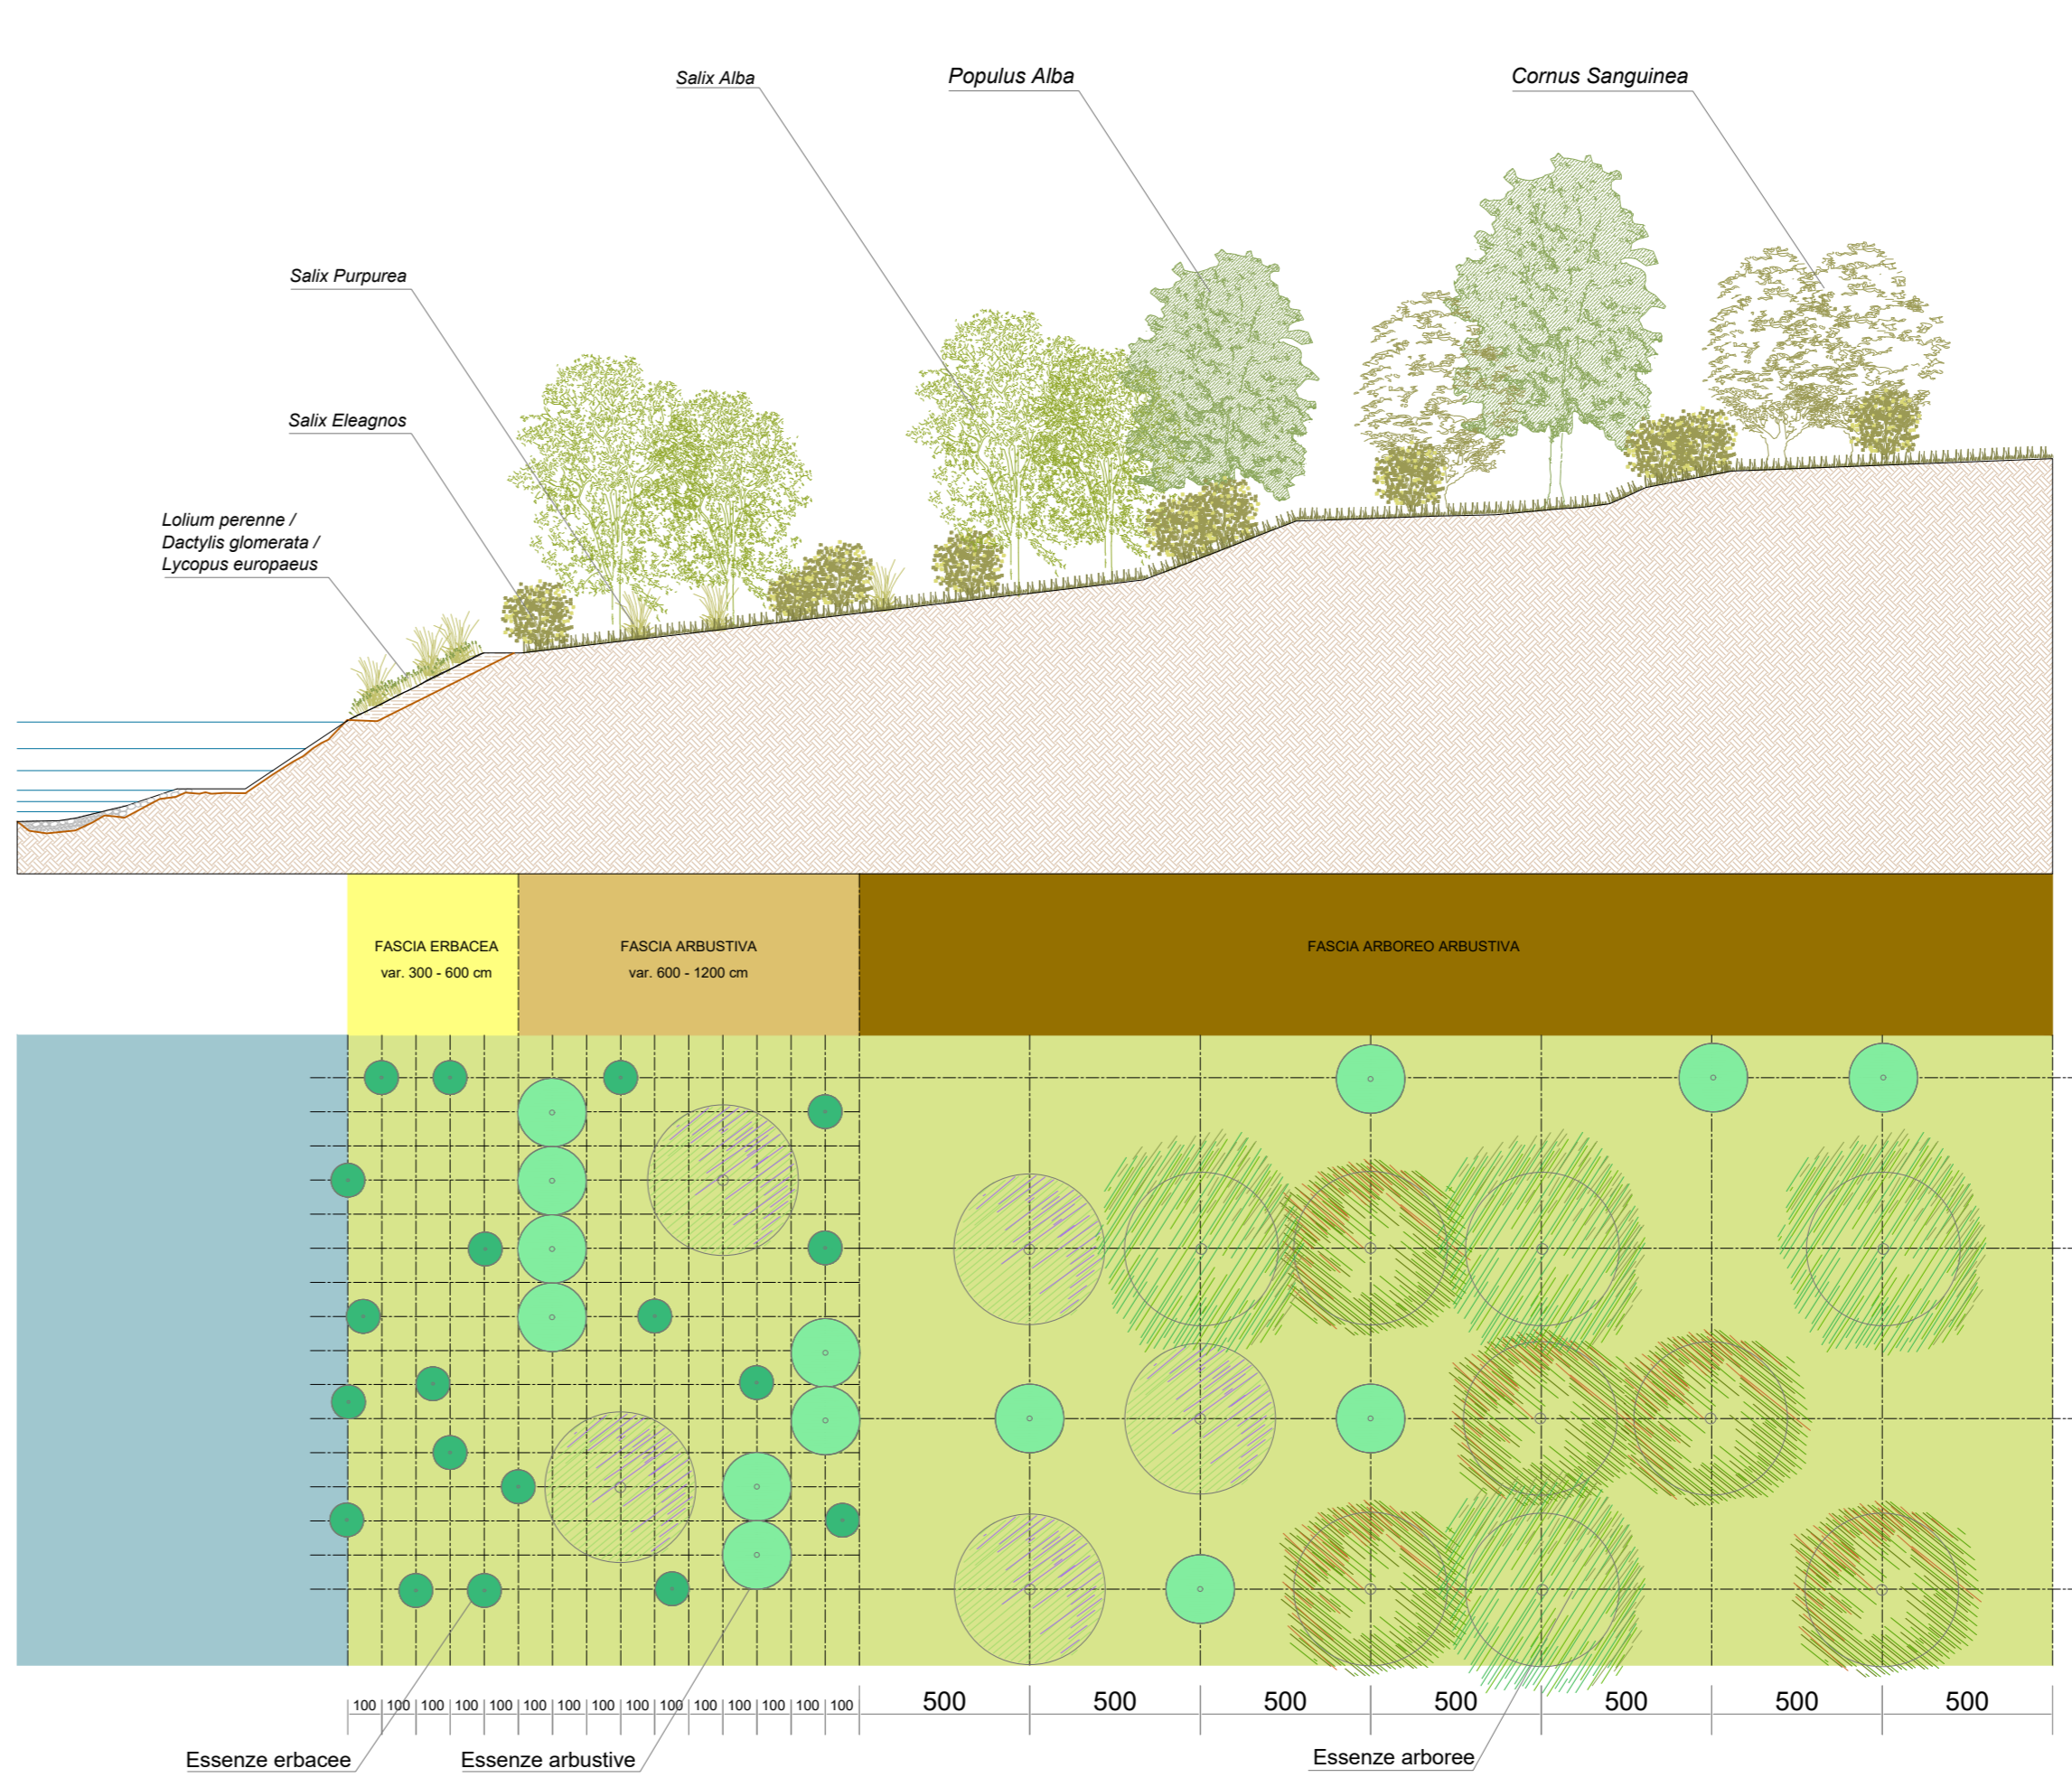 Salix Alba
Populus Alba
Cornus Sanguinea
Salix Purpurea
Salix Eleagnos
Lolium perenne /
Dactylis glomerata /
Lycopus europaeus
FASCIA ERBACEA
var. 300 - 600 cm
FASCIA ARBUSTIVA
var. 600 - 1200 cm
FASCIA ARBOREO ARBUSTIVA
100 100 100 100 100 100 100 100 100 100 100 100 100 100 100 500 500 500 500 500 500 500
Essenze erbacee
Essenze arbustive
Essenze arboree